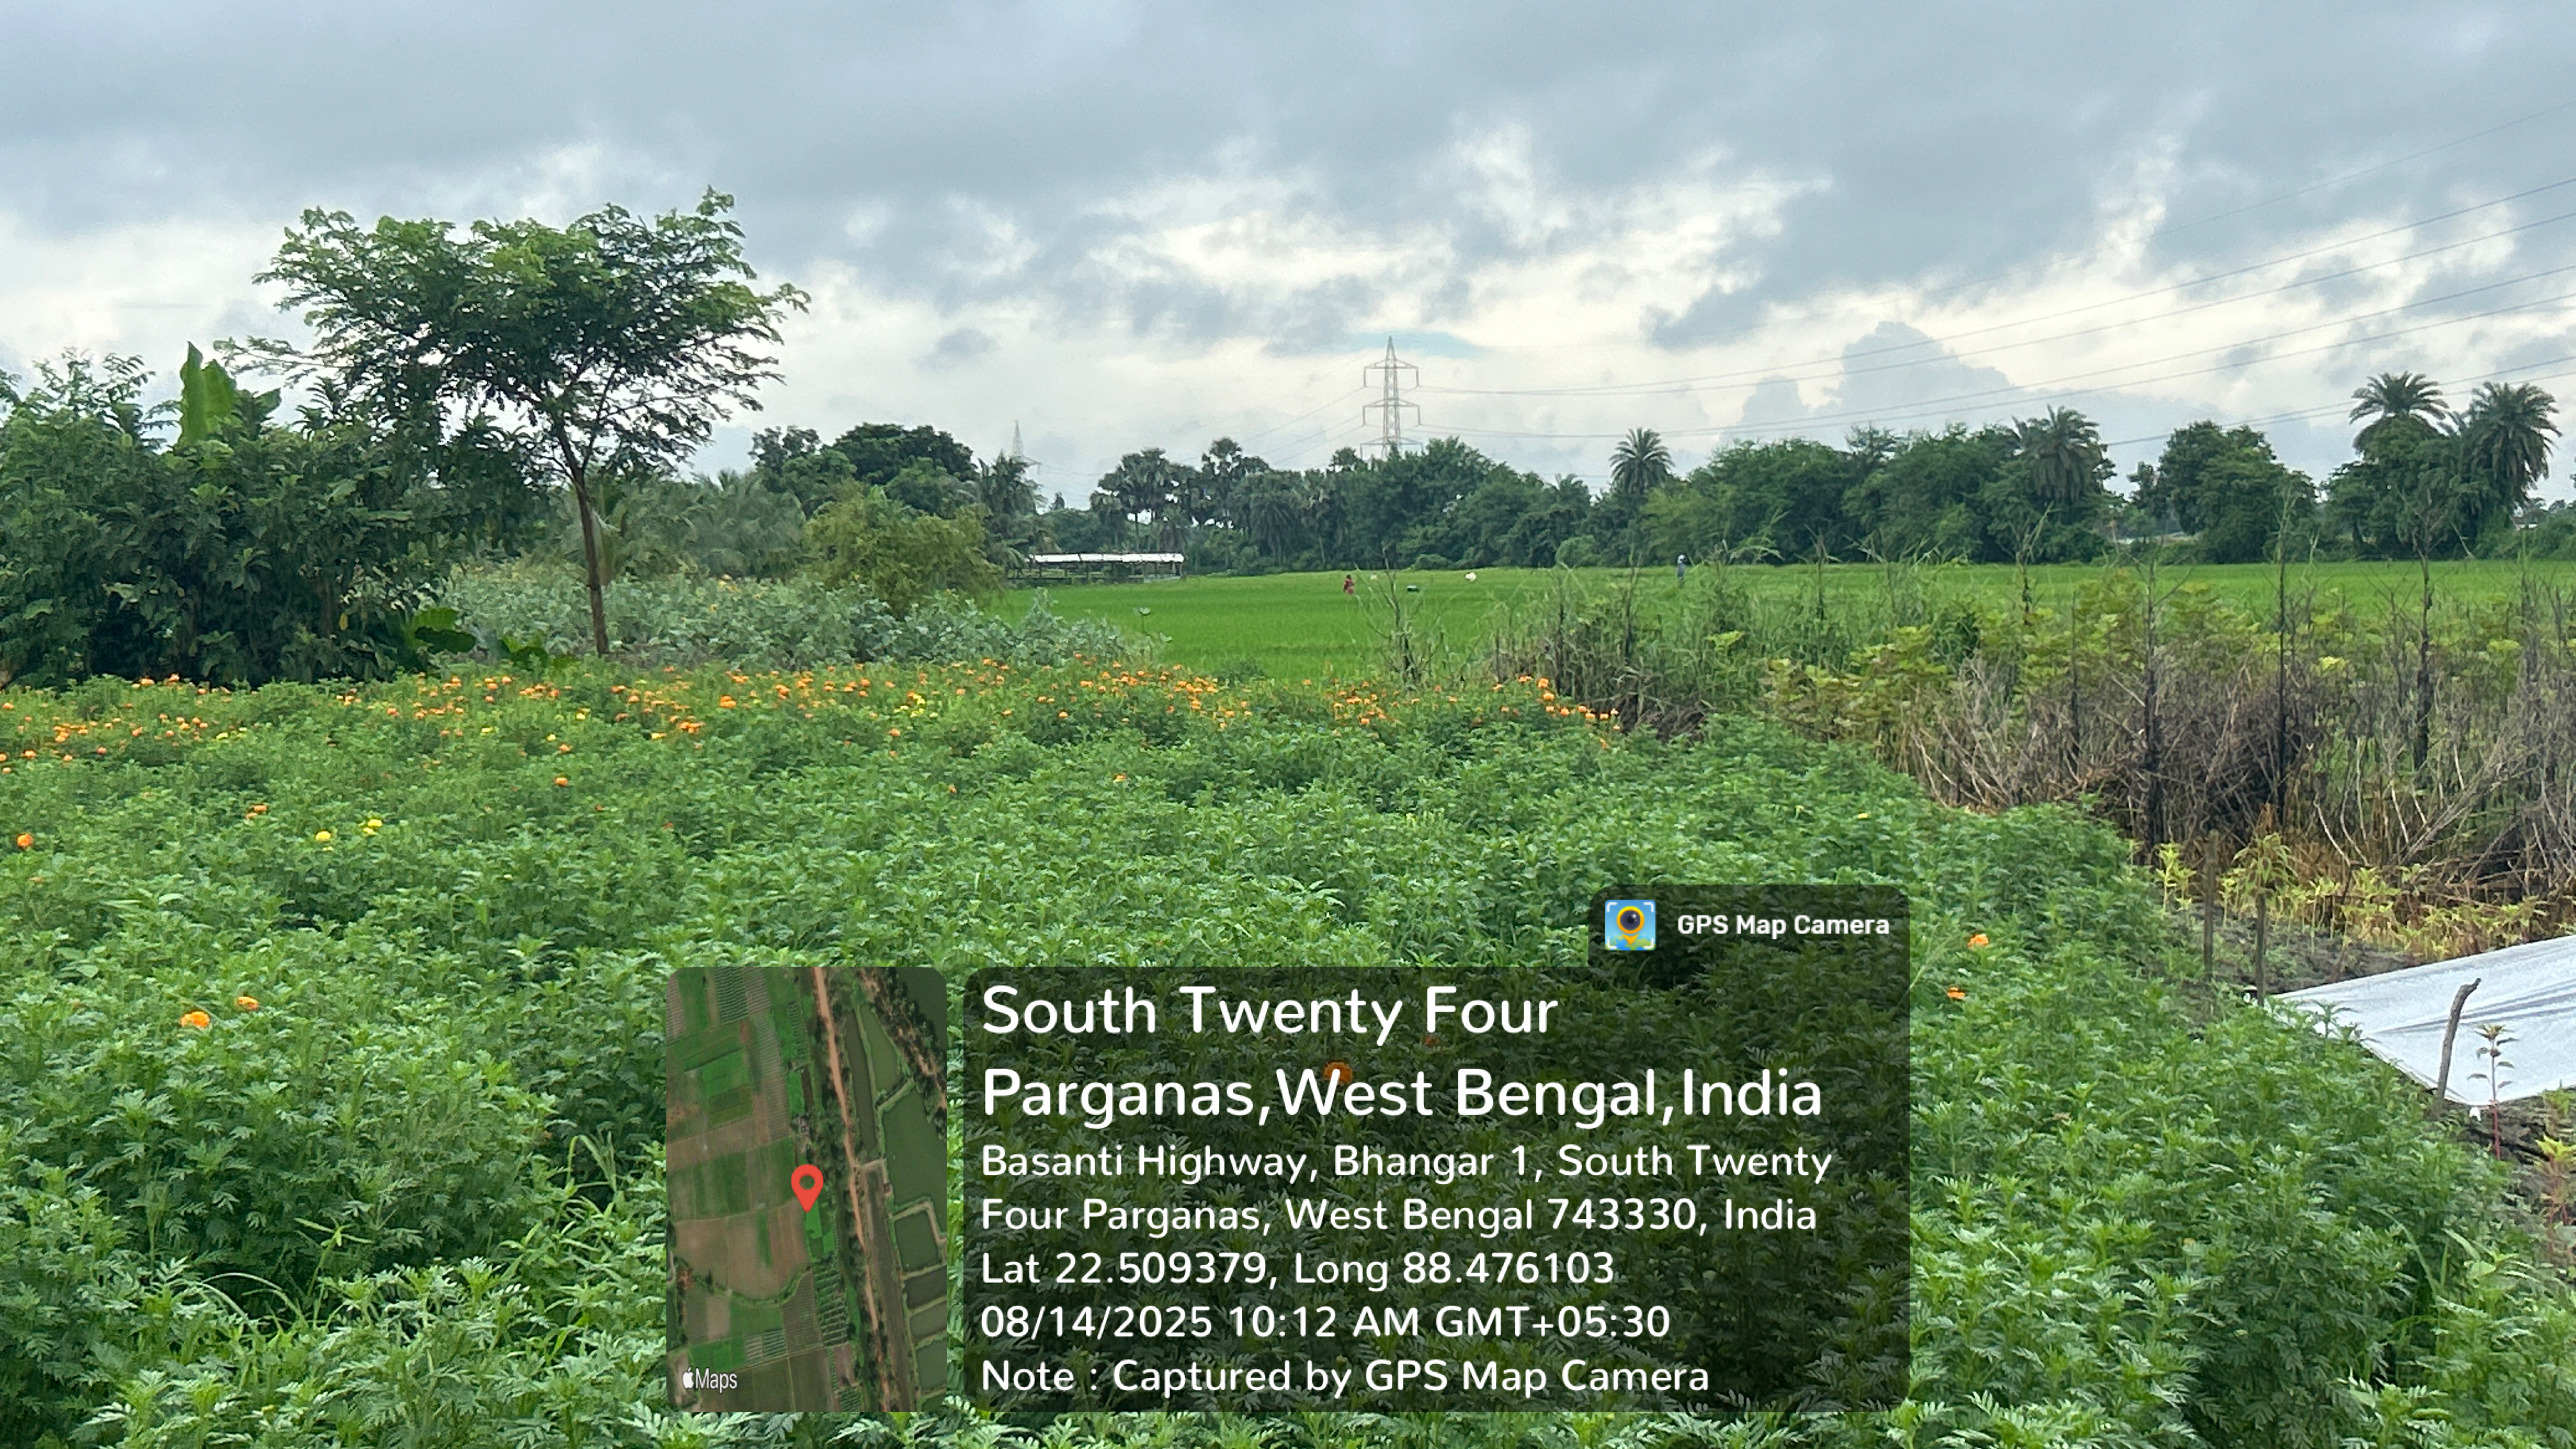 GPS Map Camera
South Twenty Four
Parganas,West Bengal,India
Basanti Highway, Bhangar 1, South Twenty
Four Parganas, West Bengal 743330, India
Lat 22.509379, Long 88.476103
08/14/2025 10:12 AM GMT+05:30
Note : Captured by GPS Map Camera
Maps